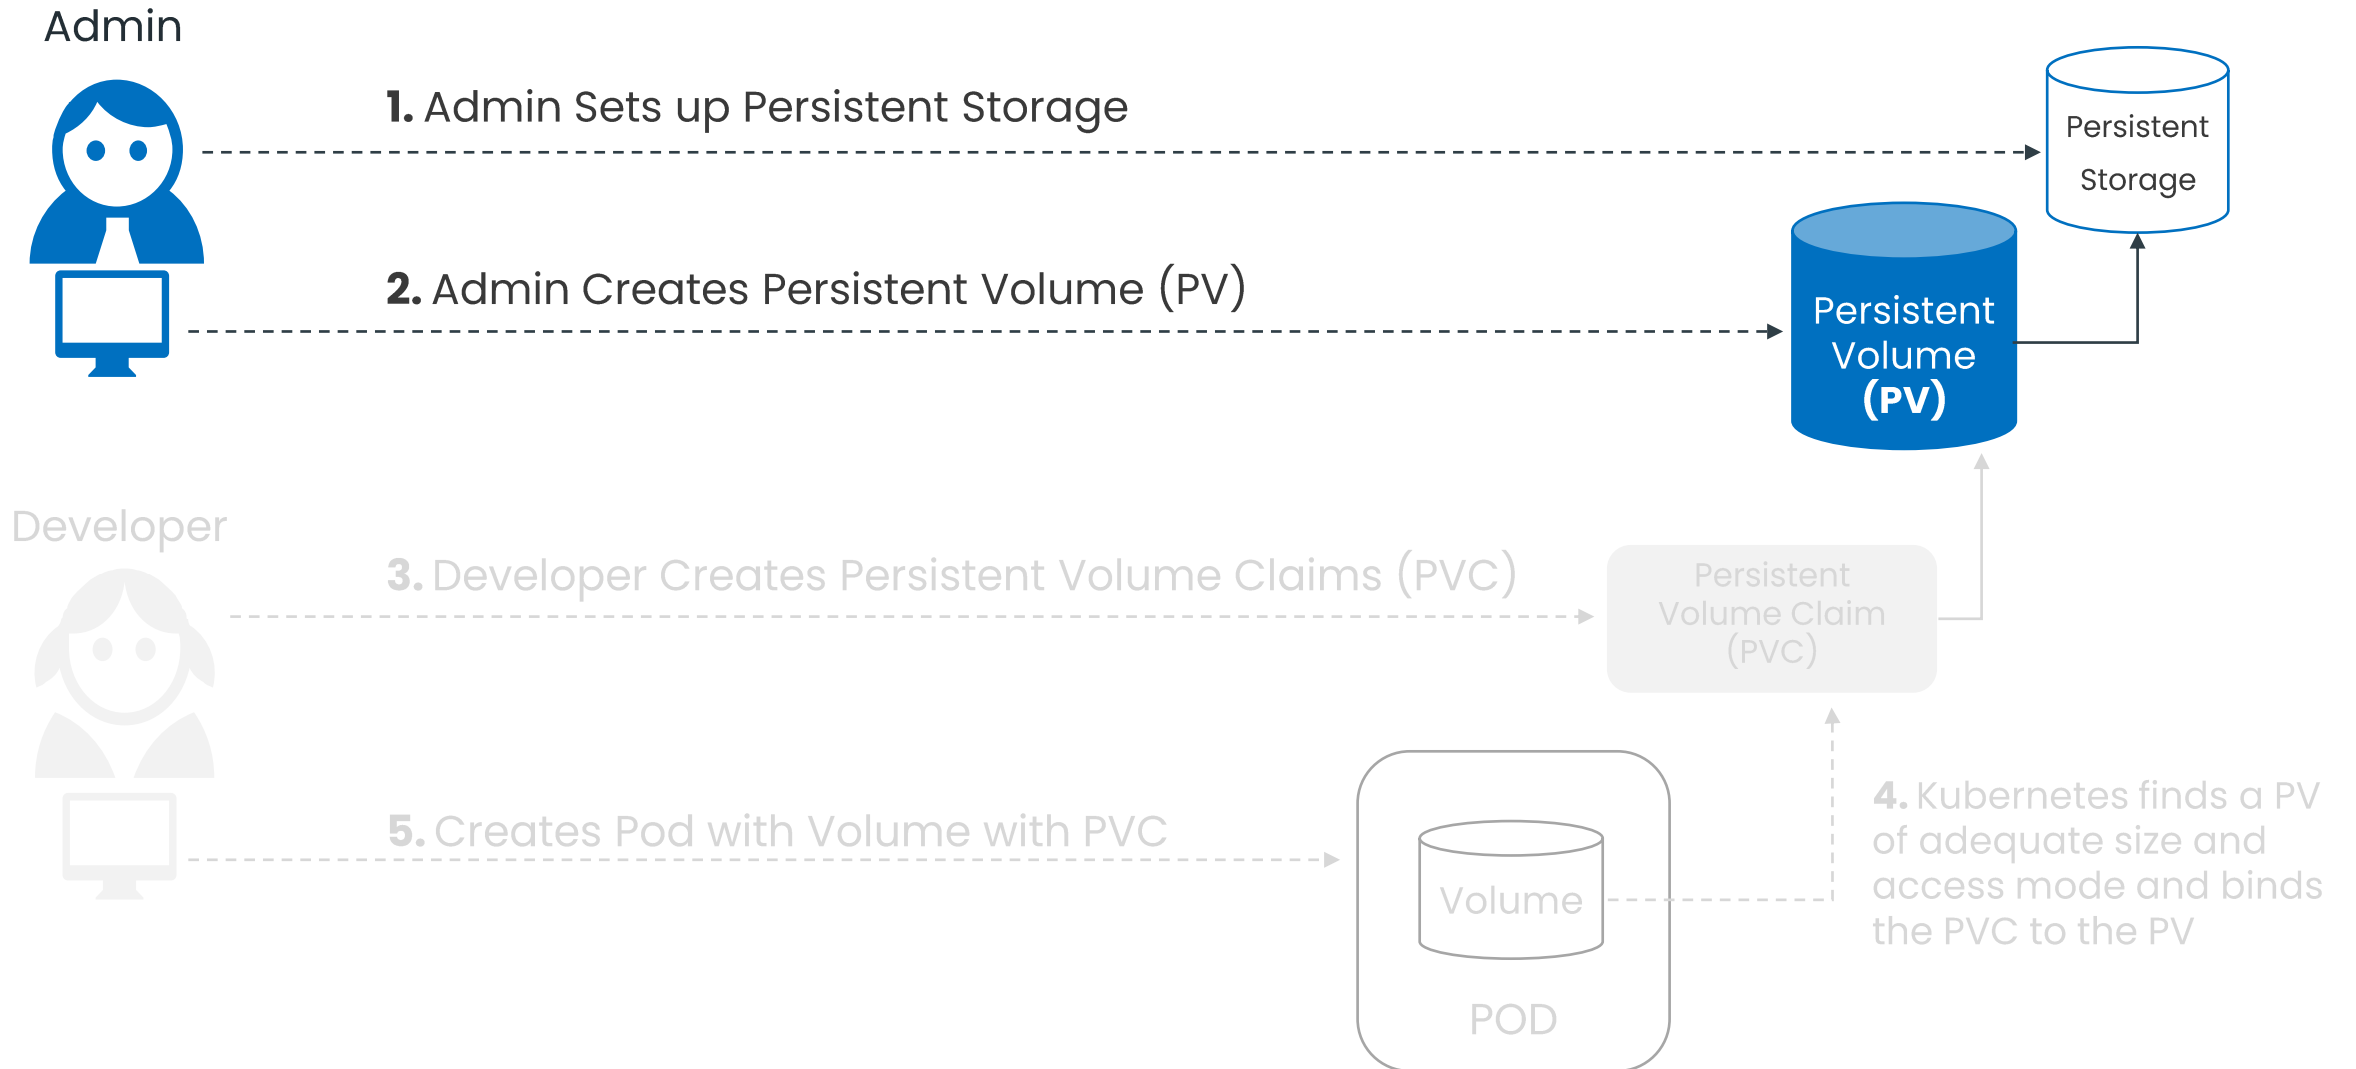 Admin
1. Admin Sets up Persistent Storage
Persistent
Storage
2. Admin Creates Persistent Volume (PV)
Persistent
Volume
(PV)
Developer
3. Developer Creates Persistent Volume Claims (PVC)
Persistent
Volume Claim
(PVC)
4. Kubernetes finds a PV
of adequate size and
access mode and binds
the PVC to the PV
5. Creates Pod with Volume with PVC
Volume
POD